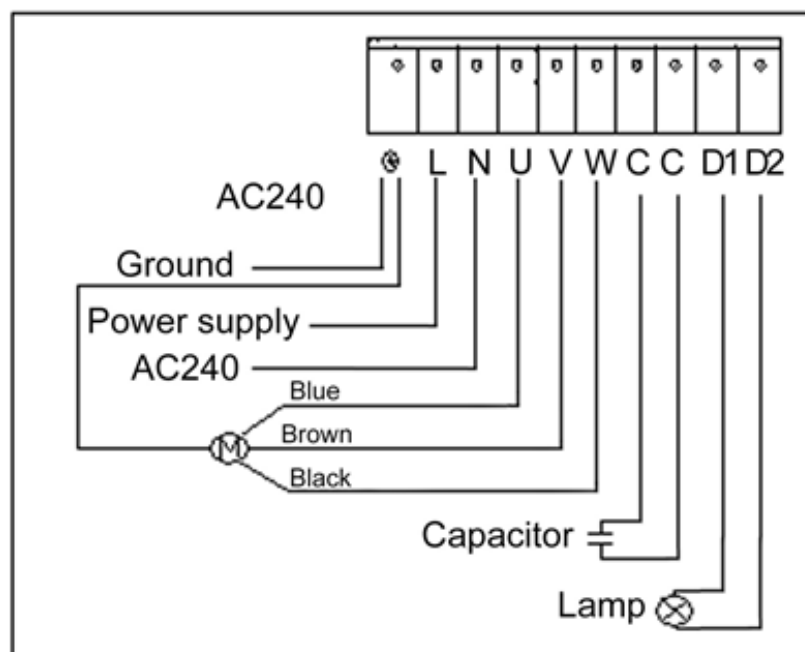 L N U V W C C D1 D2
AC240
Ground
Power supply
AC240
Blue
Brown
M
Black
Capacitor
Lamp